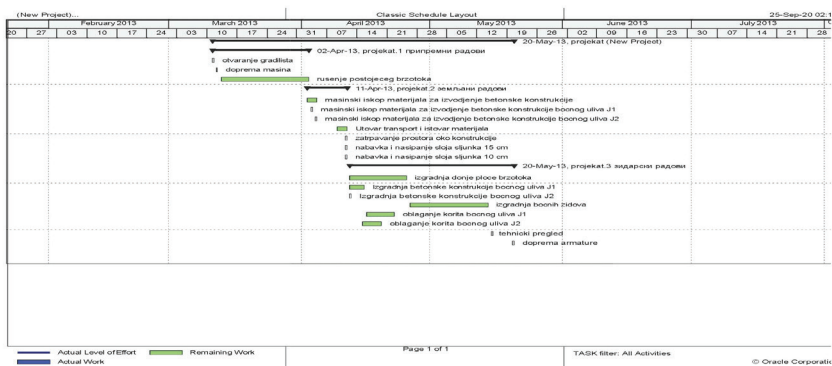 (New Project)... Classic Schedule Layout 25-Sep-20 02:1
February 2013 March 2013 April 2013 May 2013 June 2013 July 2013
20 27 03 10 17 24 03 10 17 24 31 07 14 21 28 05 12 19 26 02 09 16 23 30 07 14 21 28
20-May-13, projekat (New Project)
02-Apr-13, projekat.1 припремни радови
otvaranje gradilista
doprema masina
rusenje postojeceg brzotoka
11-Apr-13, projekat.2 земљани радови
masinski iskop materijala za izvodjenje betonske konstrukcije
masinski iskop materijala za izvodjenje betonske konstrukcije bocnog uliva J1
masinski iskop materijala za izvodjenje betonske konstrukcije bocnog uliva J2
Utovar transport i istovar materijala
zatrpavanje prostora oko konstrukcije
nabavka i nasipanje sloja sljunka 15 cm
nabavka i nasipanje sloja sljunka 10 cm
20-May-13, projekat.3 зидарски радови
izgradnja donje ploce brzotoka
Izgradnja betonske konstrukcije bocnog uliva J1
Izgradnja betonske konstrukcije bocnog uliva J2
izgradnja bocnih zidova
oblaganje korita bocnog uliva J1
oblaganje korita bocnog uliva J2
tehnicki pregled
doprema armature
Actual Level of Effort Remaining Work Page 1 of 1 TASK filter: All Activities
Actual Work © Oracle Corporatio